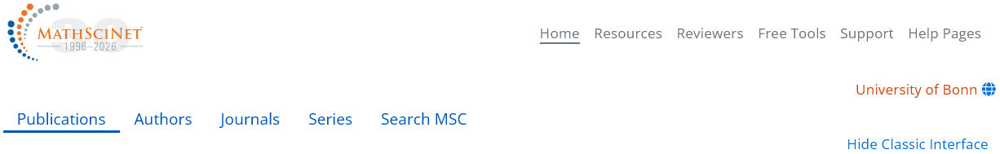 MATHSCINET
1996–2026
30
Home Resources Reviewers Free Tools Support Help Pages
University of Bonn
Publications Authors Journals Series Search MSC
Hide Classic Interface